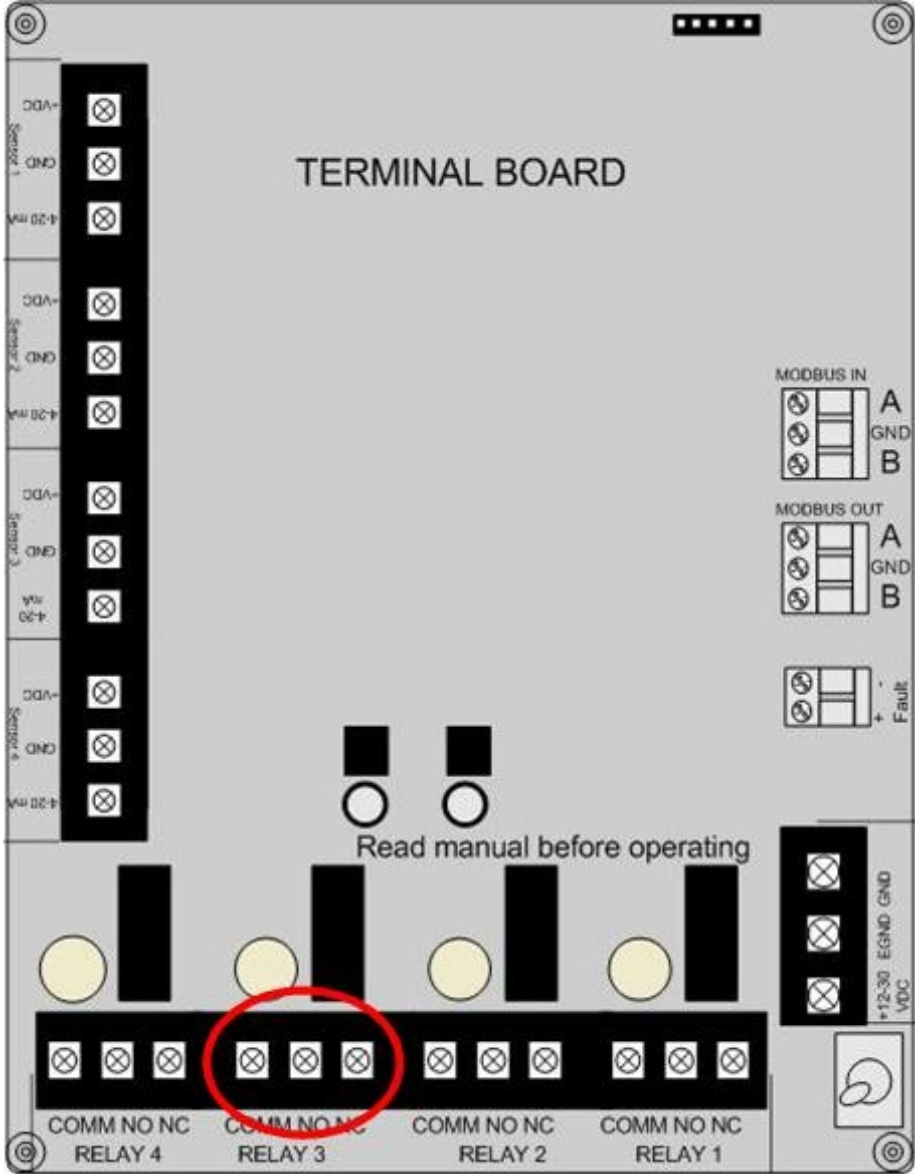 TERMINAL BOARD
+VDC
Sensor 1
GND
4-20 mA
+VDC
Sensor 2
GND
4-20 mA
+VDC
Sensor 3
GND
4-20
mA
+VDC
Sensor 4
GND
4-20 mA
MODBUS IN
A
GND
B
MODBUS OUT
A
GND
B
-
+
Fault
Read manual before operating
GND
EGND
+12-30
VDC
COMM NO NC
RELAY 4
COMM NO NC
RELAY 3
COMM NO NC
RELAY 2
COMM NO NC
RELAY 1